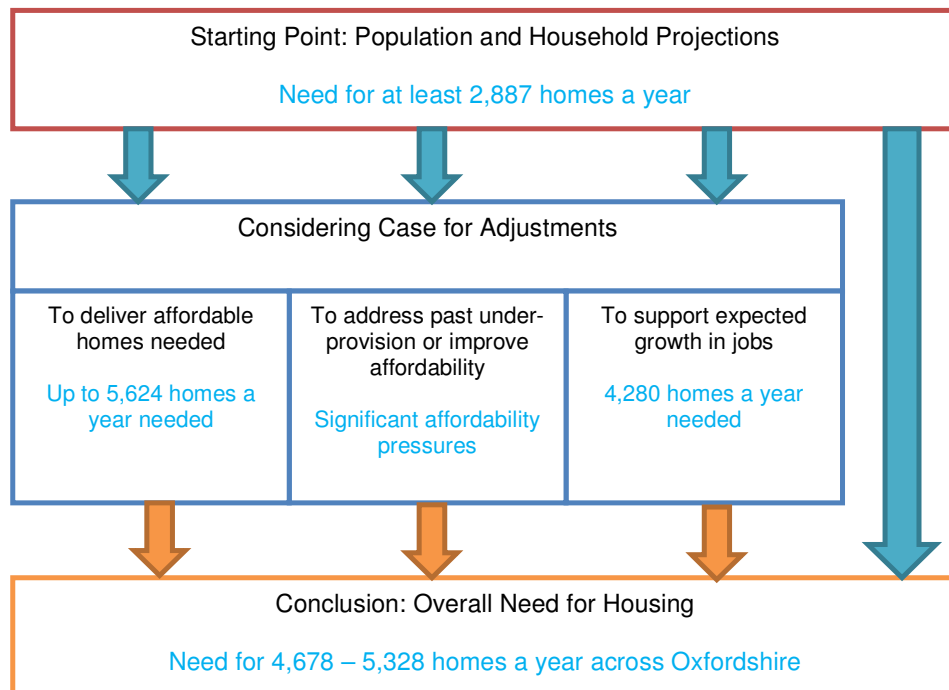 Starting Point: Population and Household Projections
Need for at least 2,887 homes a year
Considering Case for Adjustments
To deliver affordable
homes needed
Up to 5,624 homes a
year needed
To address past under-
provision or improve
affordability
Significant affordability
pressures
To support expected
growth in jobs
4,280 homes a year
needed
Conclusion: Overall Need for Housing
Need for 4,678 – 5,328 homes a year across Oxfordshire